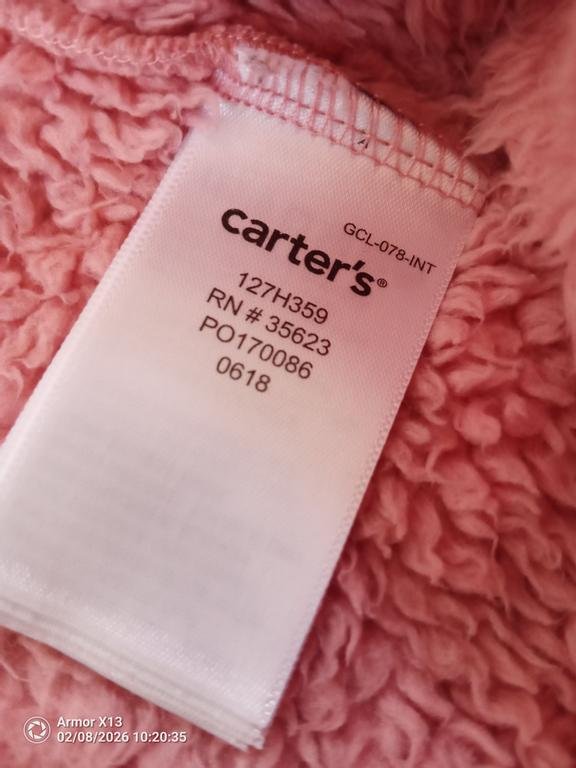 carter's®
GCL-078-INT
127H359
RN # 35623
PO170086
0618
Armor X13
02/08/2026 10:20:35